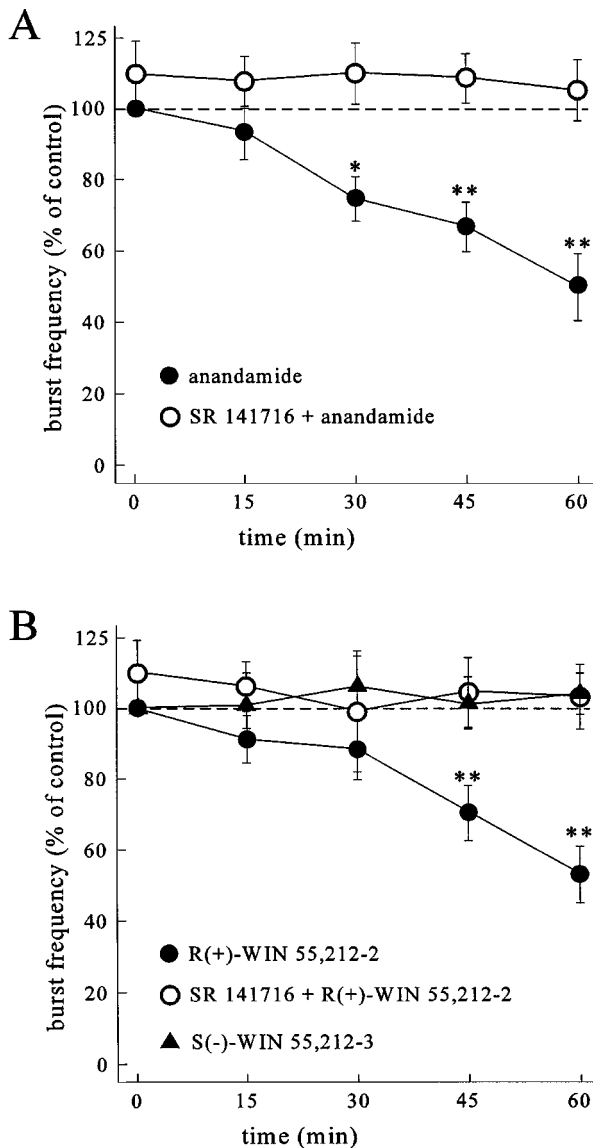 A
burst frequency (% of control)
125
100
80
60
40
20
0
*
**
**
anandamide
SR 141716 + anandamide
0 15 30 45 60
time (min)
B
burst frequency (% of control)
125
100
80
60
40
20
0
**
**
R(+)-WIN 55,212-2
SR 141716 + R(+)-WIN 55,212-2
S(-)-WIN 55,212-3
0 15 30 45 60
time (min)